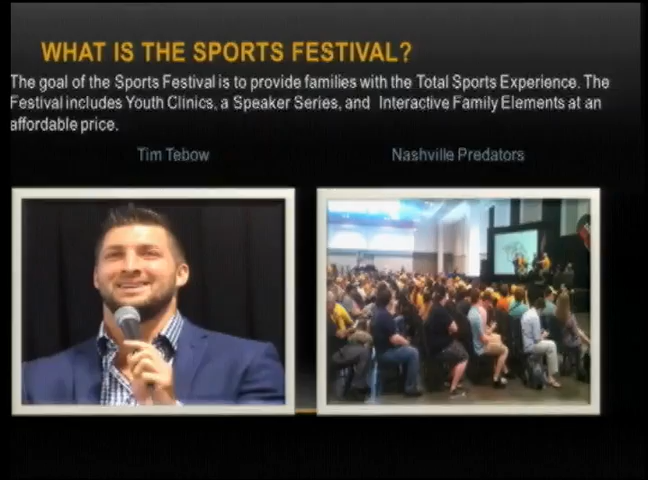 WHAT IS THE SPORTS FESTIVAL?
The goal of the Sports Festival is to provide families with the Total Sports Experience. The
Festival includes Youth Clinics, a Speaker Series, and Interactive Family Elements at an
affordable price.
Tim Tebow
Nashville Predators